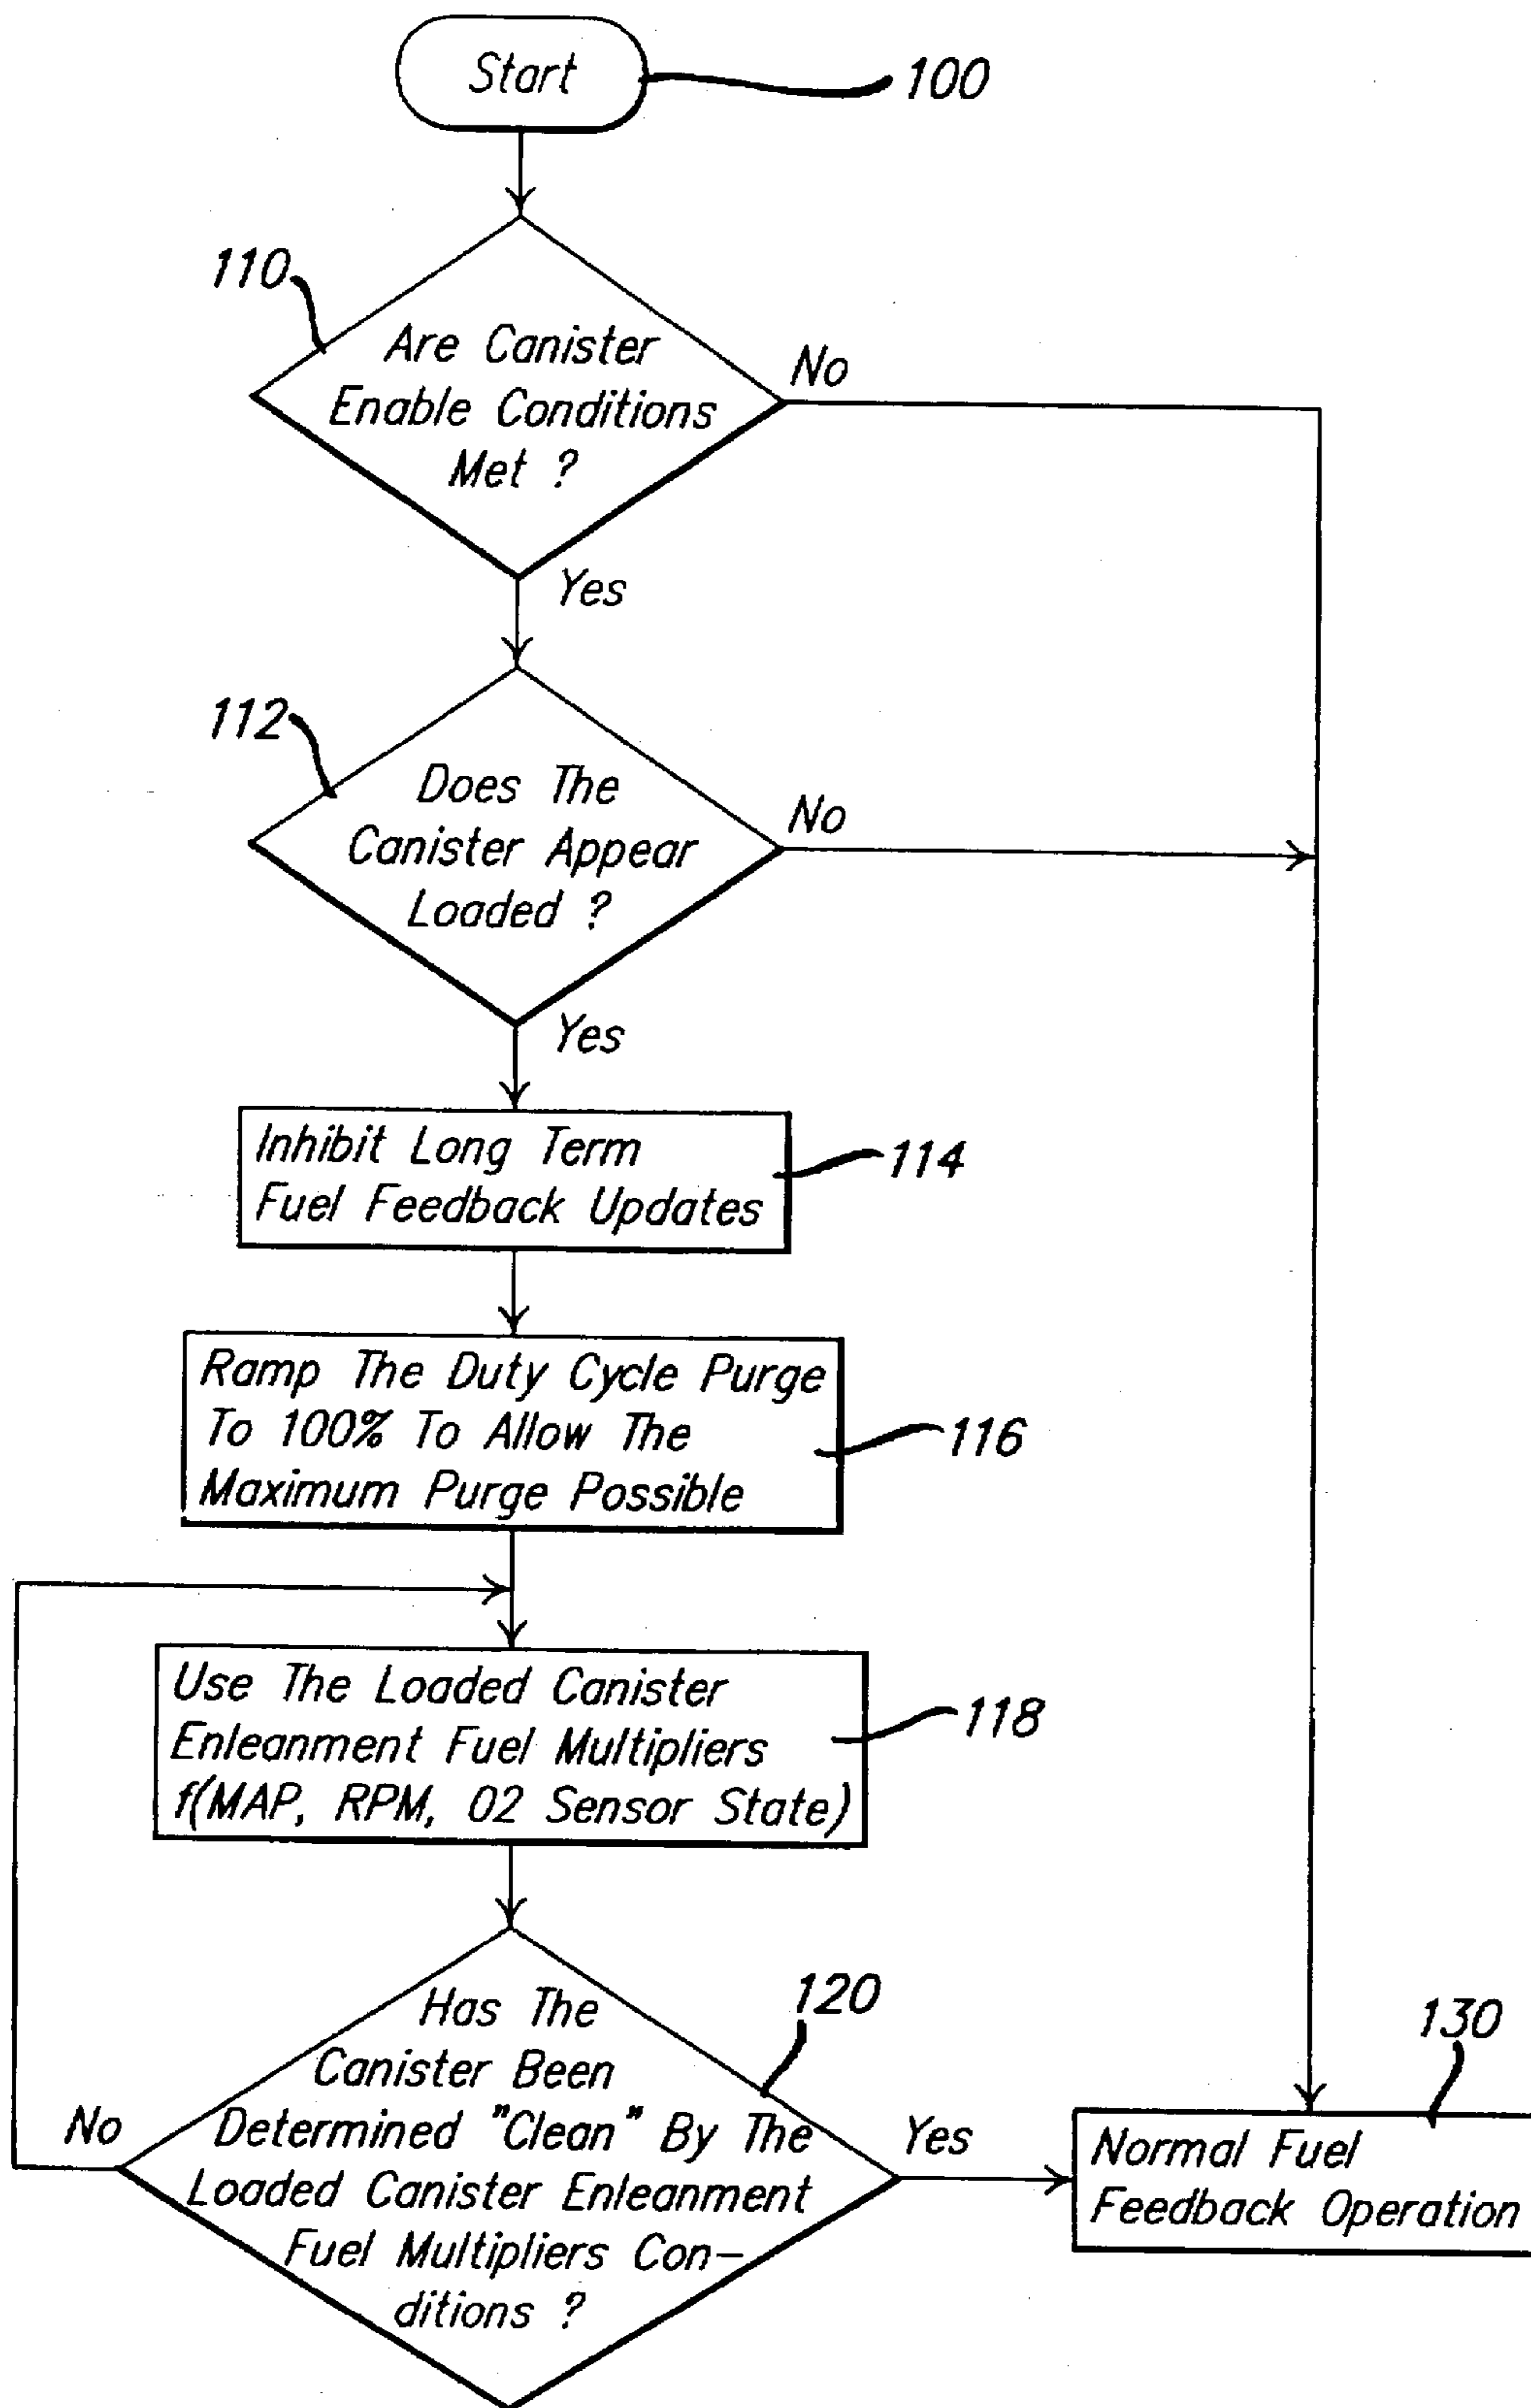 Start
100
110
Are Canister
Enable Conditions
Met ?
No
Yes
112
Does The
Canister Appear
Loaded ?
No
Yes
Inhibit Long Term
Fuel Feedback Updates
114
Ramp The Duty Cycle Purge
To 100% To Allow The
Maximum Purge Possible
116
Use The Loaded Canister
Enleanment Fuel Multipliers
f(MAP, RPM, O2 Sensor State)
118
Has The
Canister Been
Determined "Clean" By The
Loaded Canister Enleanment
Fuel Multipliers Con-
ditions ?
120
No
Yes
130
Normal Fuel
Feedback Operation